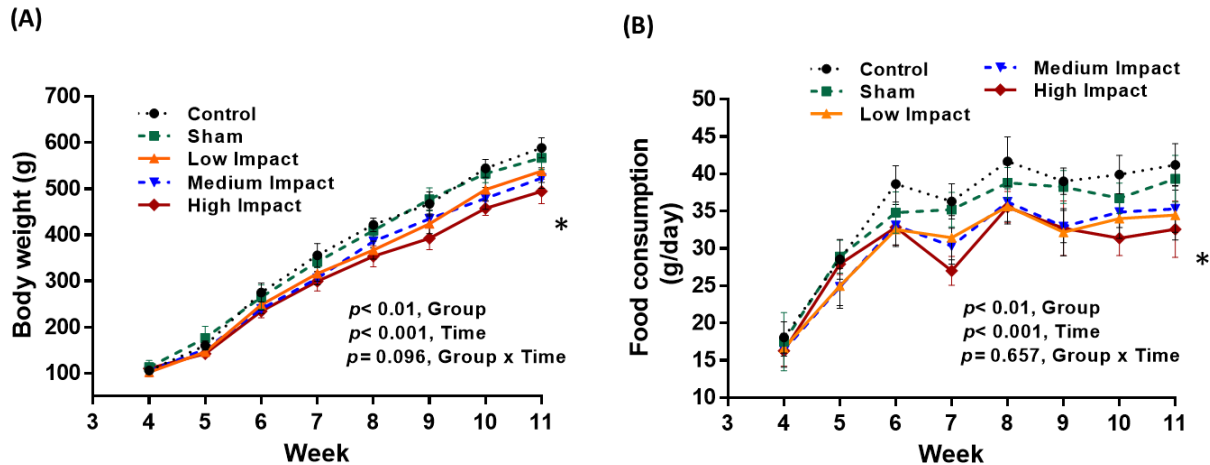 (A)
Body weight (g)
700
600
500
400
300
200
100
Control
Sham
Low Impact
Medium Impact
High Impact
*
p< 0.01, Group
p< 0.001, Time
p= 0.096, Group x Time
3 4 5 6 7 8 9 10 11
Week
(B)
Control
Sham
Low Impact
Medium Impact
High Impact
Food consumption
(g/day)
50
45
40
35
30
25
20
15
10
*
p< 0.01, Group
p< 0.001, Time
p= 0.657, Group x Time
3 4 5 6 7 8 9 10 11
Week